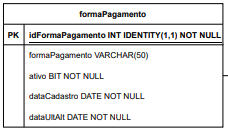 formaPagamento
PK idFormaPagamento INT IDENTITY(1,1) NOT NULL
formaPagamento VARCHAR(50)
ativo BIT NOT NULL
dataCadastro DATE NOT NULL
dataUltAlt DATE NOT NULL